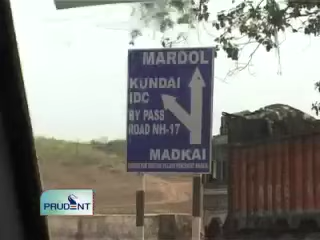 MARDOL
KUNDAI
IDC
BY PASS
ROAD NH-17
MADKAI
PRUDENT